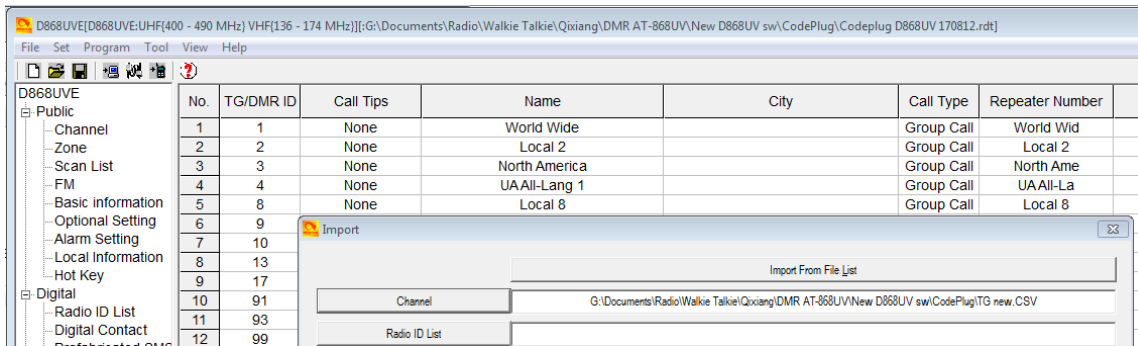 D868UVE[D868UVE:UHF{400 - 490 MHz} VHF{136 - 174 MHz}][:G:\Documents\Radio\Walkie Talkie\Qixiang\DMR AT-868UV\New D868UV sw\CodePlug\Codeplug D868UV 170812.rdt]
File Set Program Tool View Help
D868UVE
Public
Channel
Zone
Scan List
FM
Basic information
Optional Setting
Alarm Setting
Local Information
Hot Key
Digital
Radio ID List
Digital Contact
No. TG/DMR ID Call Tips Name City Call Type Repeater Number
1 1 None World Wide Group Call World Wid
2 2 None Local 2 Group Call Local 2
3 3 None North America Group Call North Ame
4 4 None UAAll-Lang 1 Group Call UAAll-La
5 8 None Local 8 Group Call Local 8
6 9
7 10
8 13
9 17
10 91
11 93
12 99
Import
Import From File List
Channel G:\Documents\Radio\Walkie Talkie\Qixiang\DMR AT-868UV\New D868UV sw\CodePlug\TG new.CSV
Radio ID List